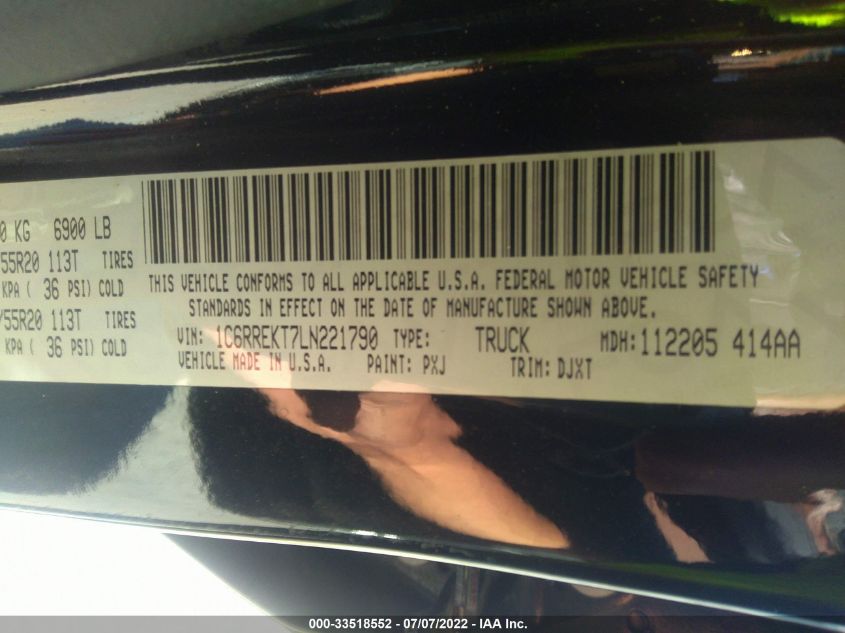 0 KG 6900 LB
55R20 113T TIRES
KPA ( 36 PSI) COLD
/55R20 113T TIRES
KPA ( 36 PSI) COLD
THIS VEHICLE CONFORMS TO ALL APPLICABLE U.S.A. FEDERAL MOTOR VEHICLE SAFETY
STANDARDS IN EFFECT ON THE DATE OF MANUFACTURE SHOWN ABOVE.
VIN: 1C6RREKT7LN221790 TYPE: TRUCK MDH: 112205 414AA
VEHICLE MADE IN U.S.A. PAINT: PXJ TRIM: DJXT
000-33518552 - 07/07/2022 - IAA Inc.